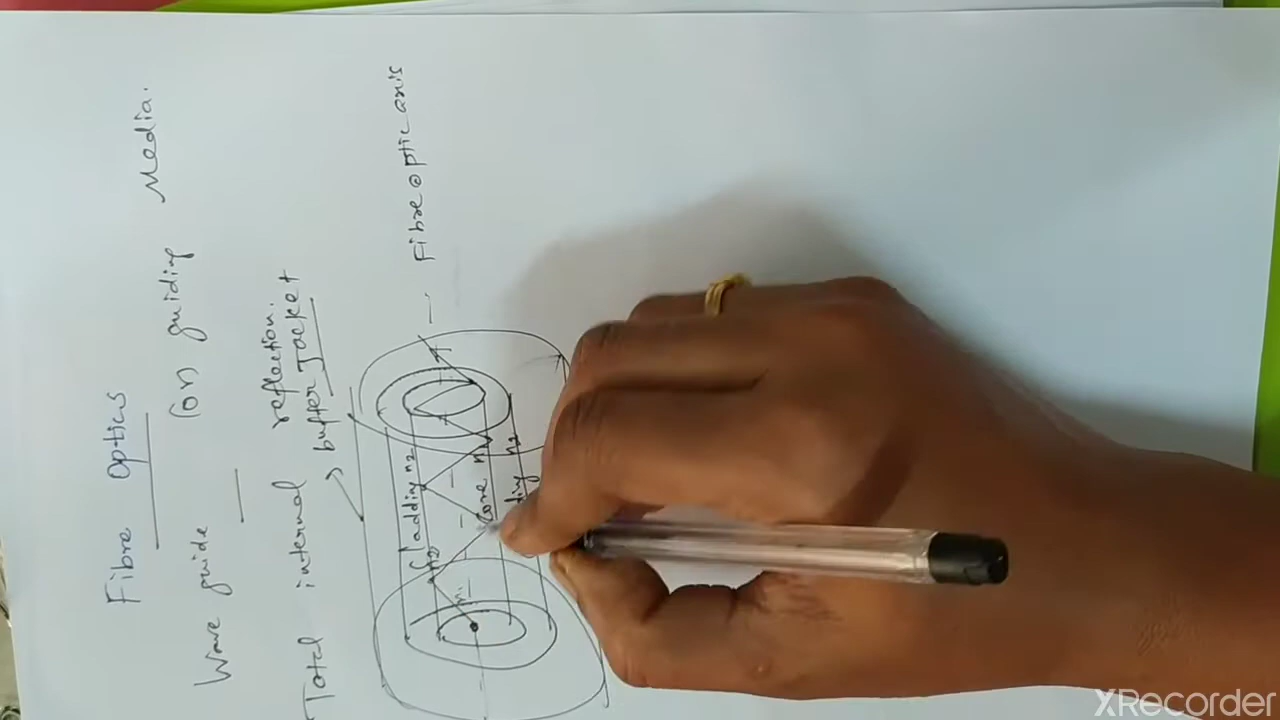 Fibre Optics
Wave guide — (or) guiding Media.
Total internal reflection.
buffer Jacket
Cladding n2
Core n1
n2
Fibre optic axis
XRecorder